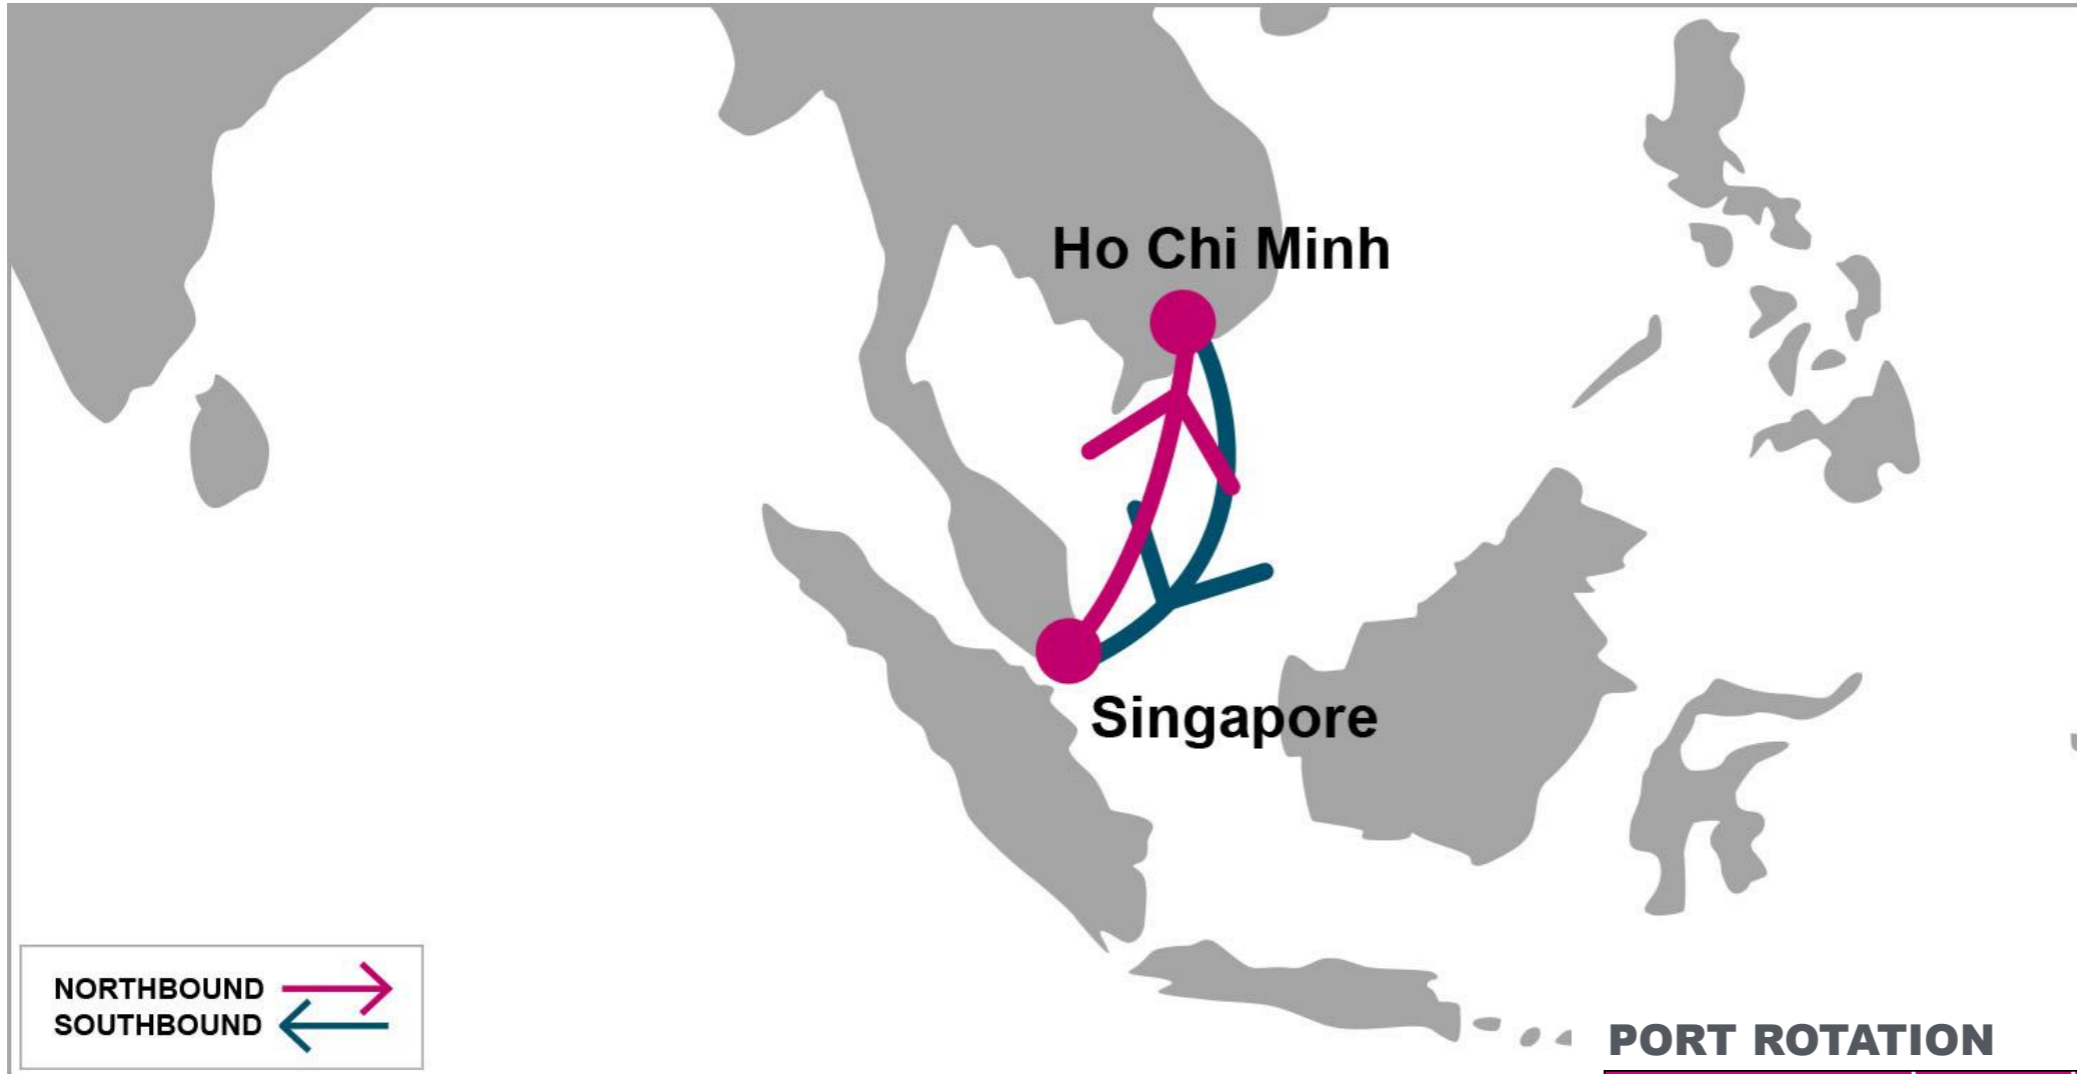 Ho Chi Minh
Singapore
NORTHBOUND
SOUTHBOUND
PORT ROTATION